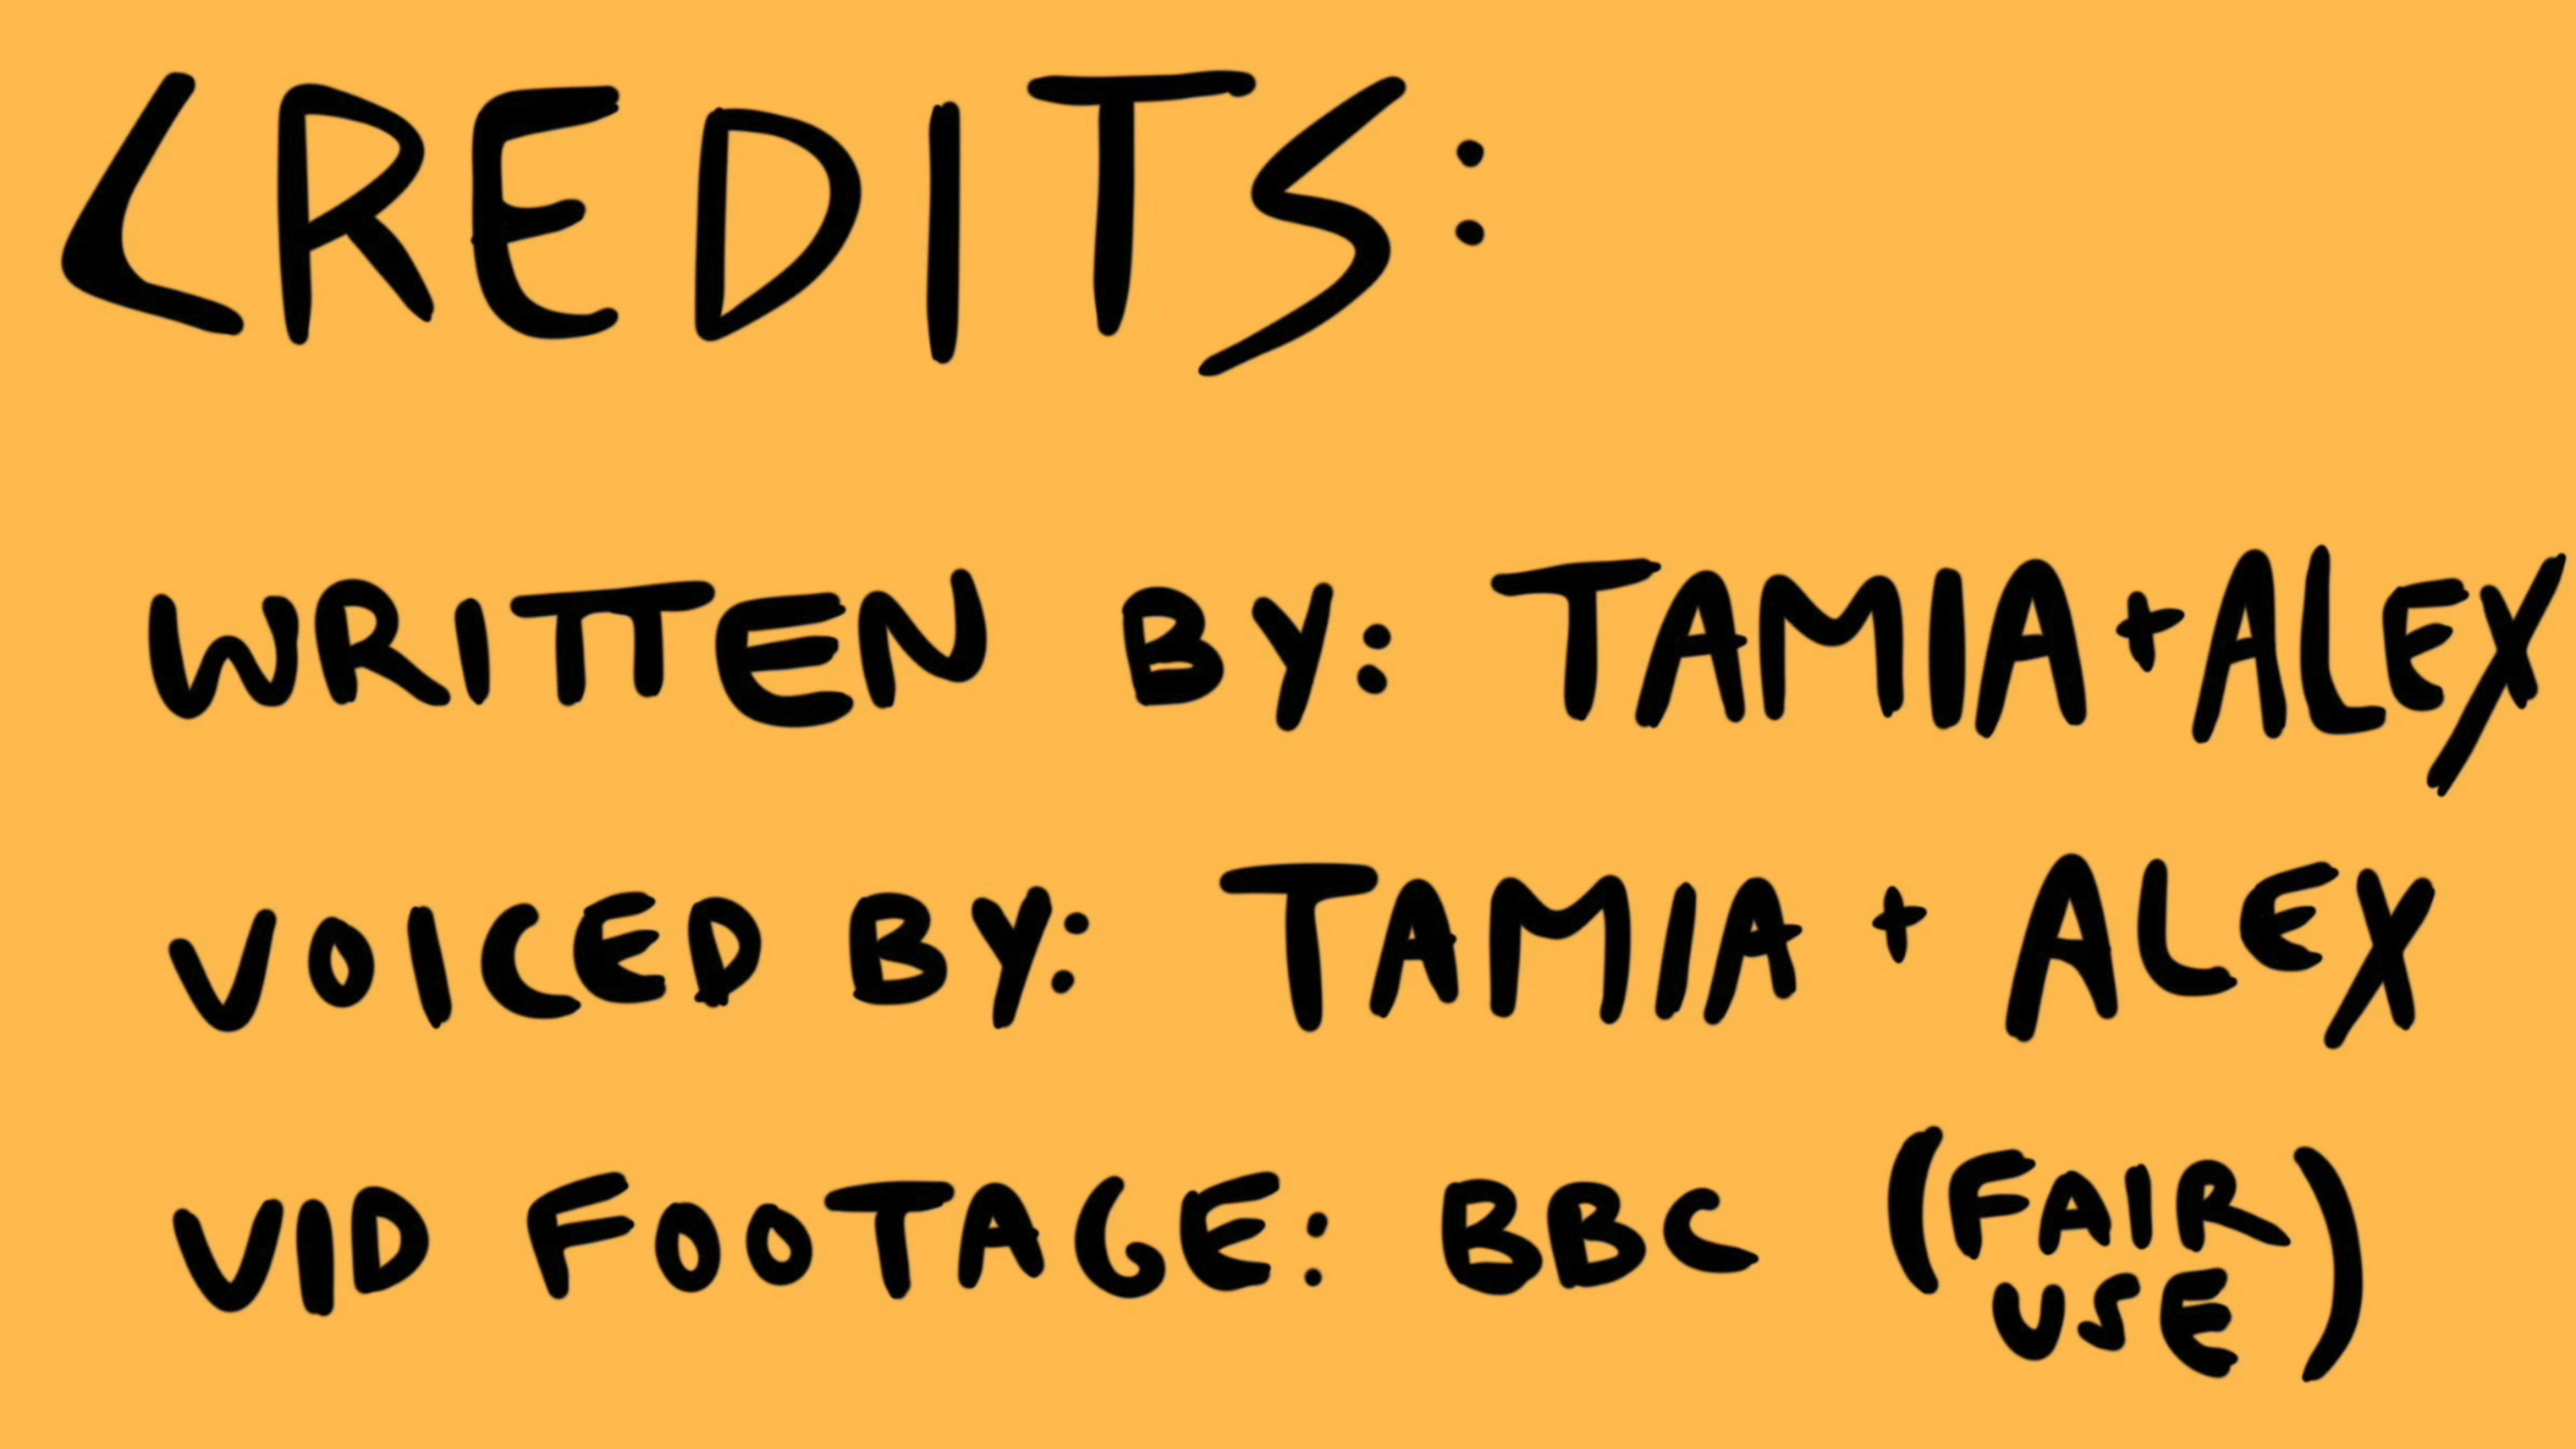 CREDITS:
WRITTEN BY: TAMIA+ALEX
VOICED BY: TAMIA + ALEX
VID FOOTAGE: BBC (FAIR
USE)